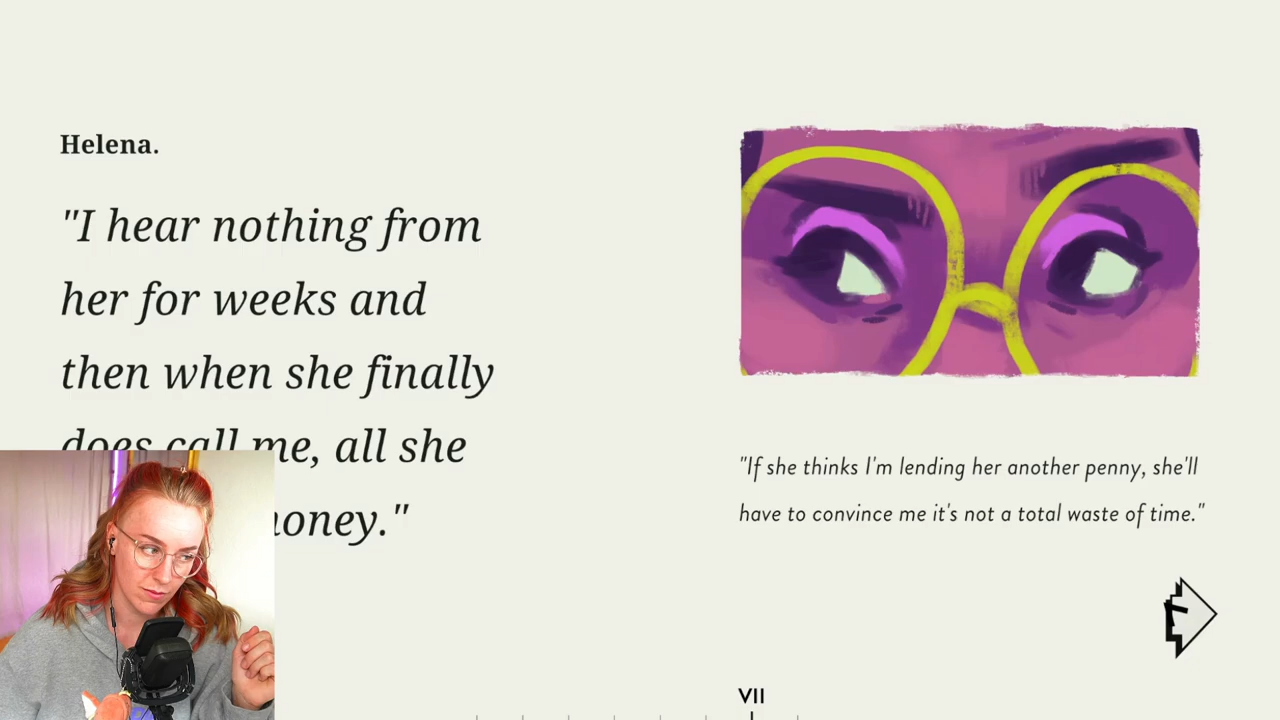 Helena.
"I hear nothing from
her for weeks and
then when she finally
does call me, all she
money."
"If she thinks I'm lending her another penny, she'll
have to convince me it's not a total waste of time."
VII